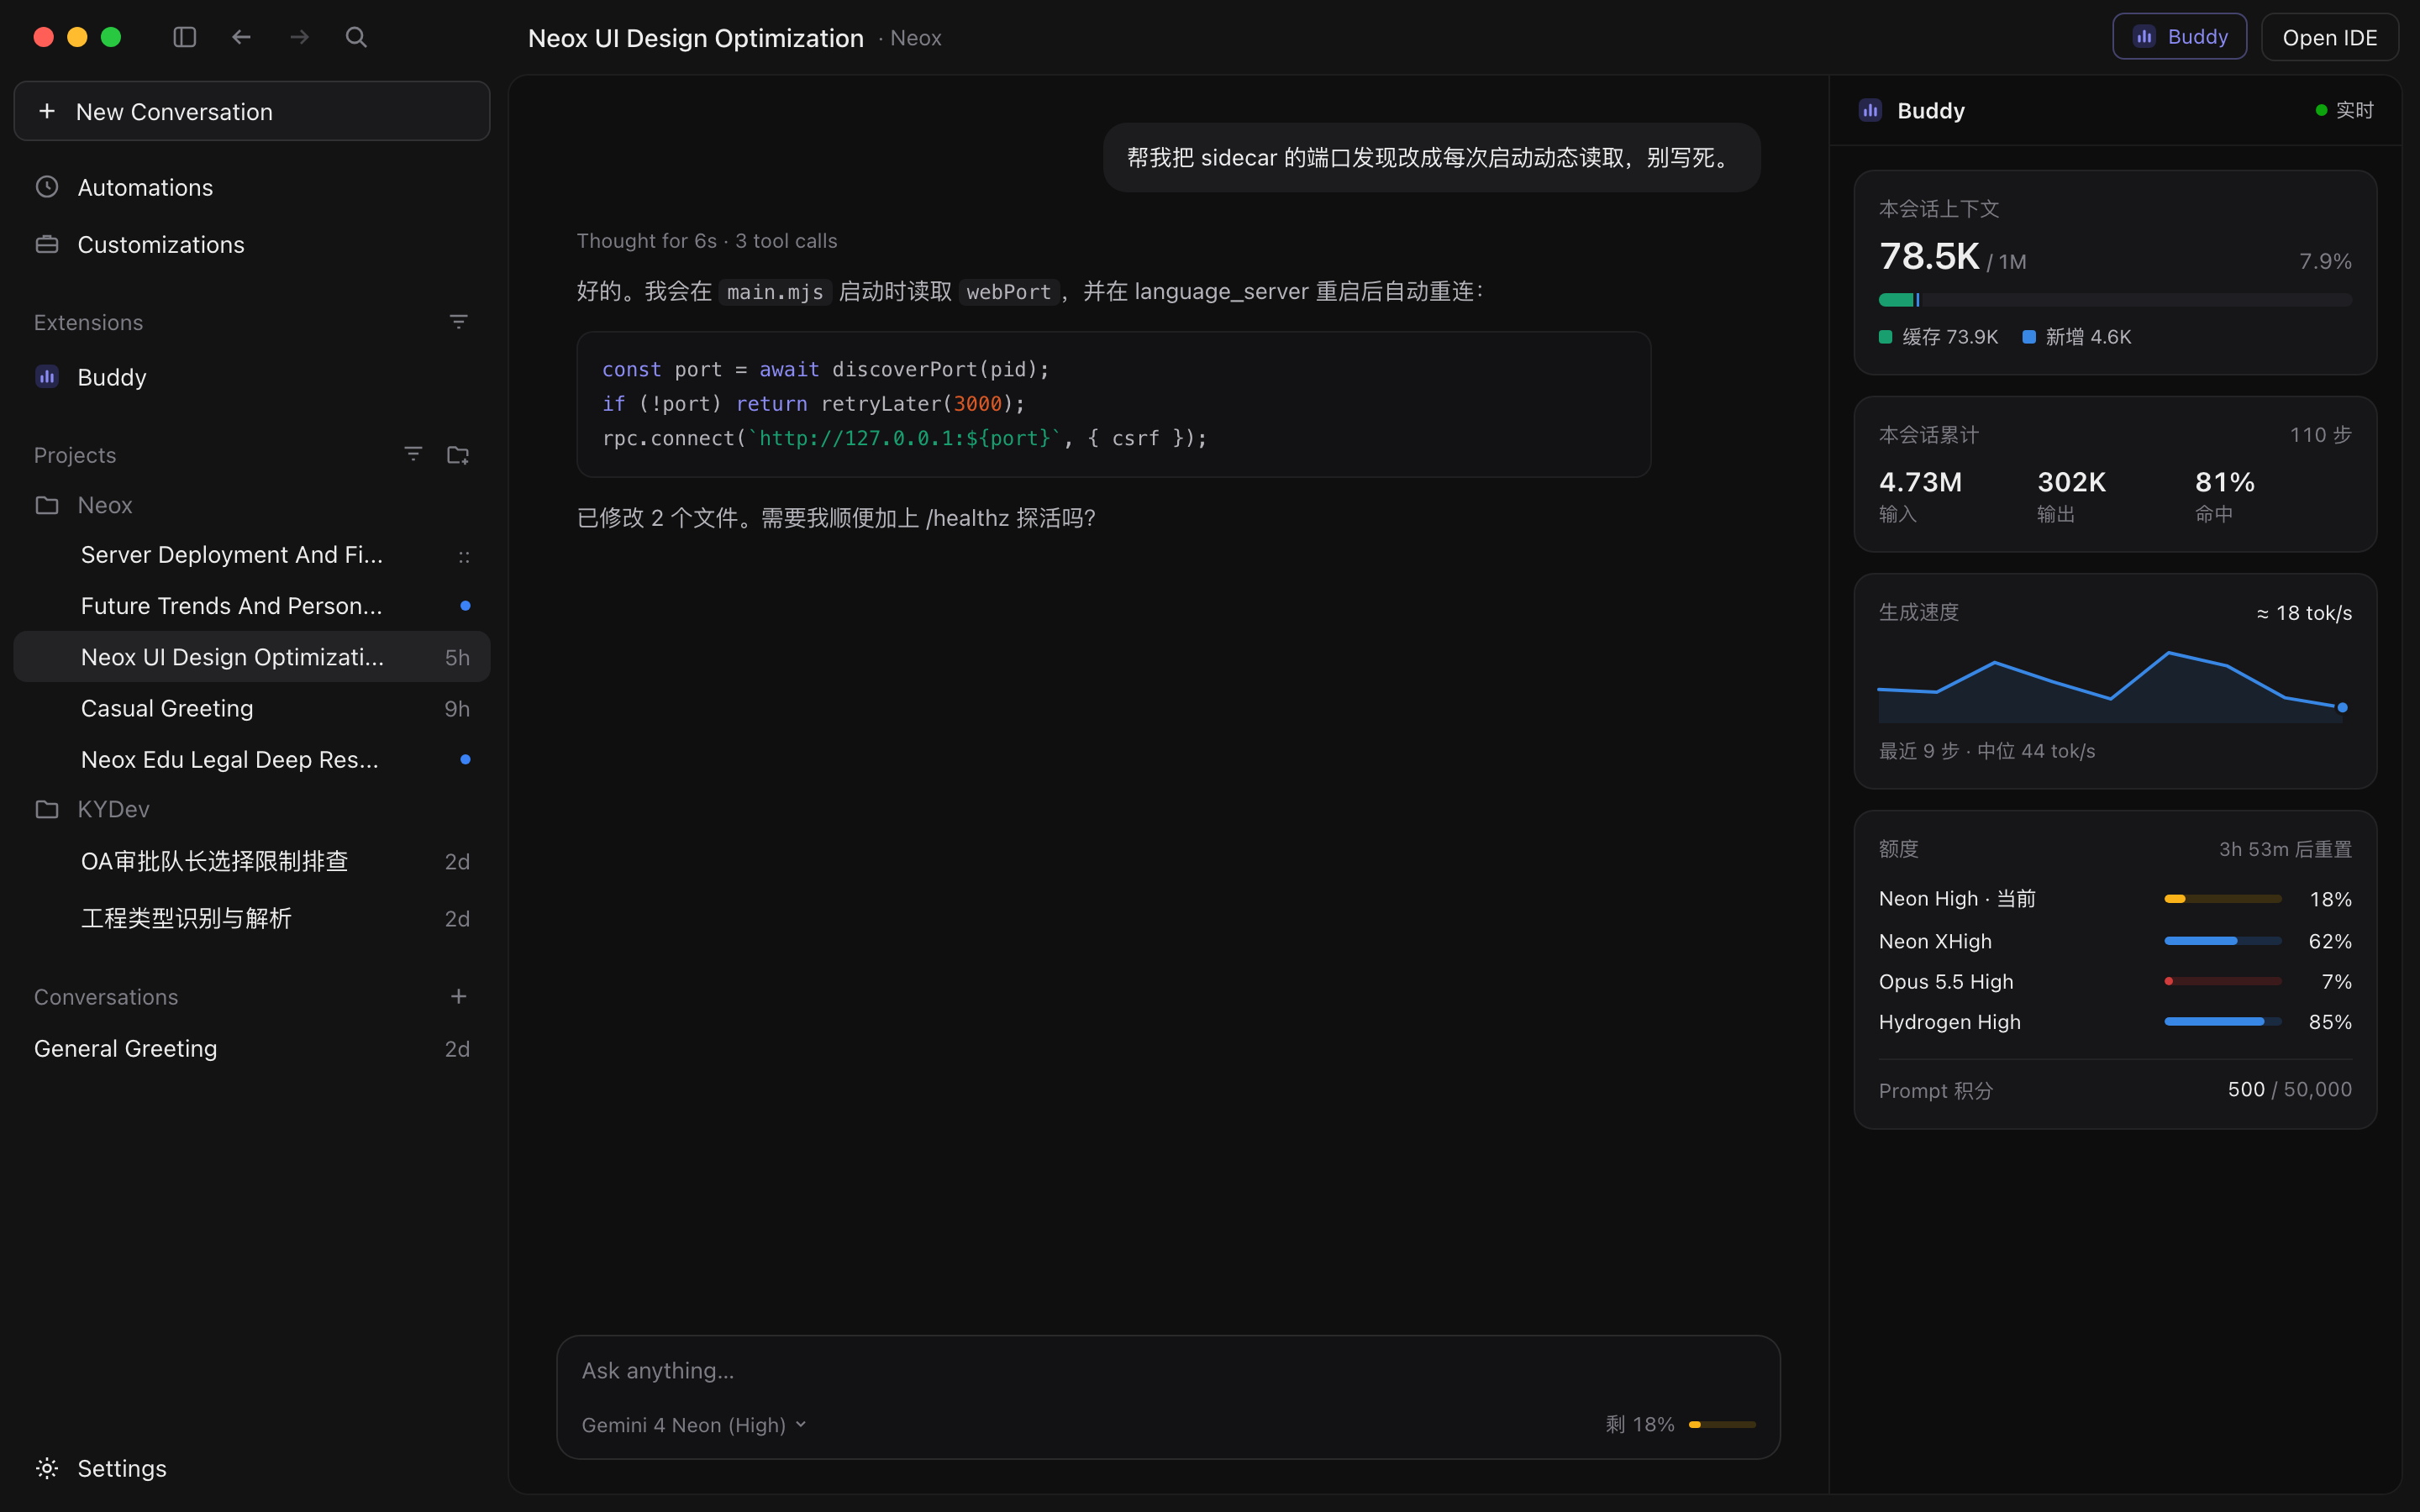 Neox UI Design Optimization · Neox
Buddy
Open IDE
New Conversation
Automations
Customizations
Extensions
Buddy
Projects
Neox
Server Deployment And Fi...
Future Trends And Person...
Neox UI Design Optimizati... 5h
Casual Greeting 9h
Neox Edu Legal Deep Res...
KYDev
OA审批队长选择限制排查 2d
工程类型识别与解析 2d
Conversations
General Greeting 2d
Settings
帮我把 sidecar 的端口发现改成每次启动动态读取，别写死。
Thought for 6s · 3 tool calls
好的。我会在 main.mjs 启动时读取 webPort，并在 language_server 重启后自动重连：
const port = await discoverPort(pid);
if (!port) return retryLater(3000);
rpc.connect(`http://127.0.0.1:${port}`, { csrf });
已修改 2 个文件。需要我顺便加上 /healthz 探活吗？
Ask anything...
Gemini 4 Neon (High)
剩 18%
Buddy
实时
本会话上下文
78.5K / 1M 7.9%
缓存 73.9K 新增 4.6K
本会话累计 110 步
4.73M 302K 81%
输入 输出 命中
生成速度 ≈ 18 tok/s
最近 9 步 · 中位 44 tok/s
额度 3h 53m 后重置
Neon High · 当前 18%
Neon XHigh 62%
Opus 5.5 High 7%
Hydrogen High 85%
Prompt 积分 500 / 50,000